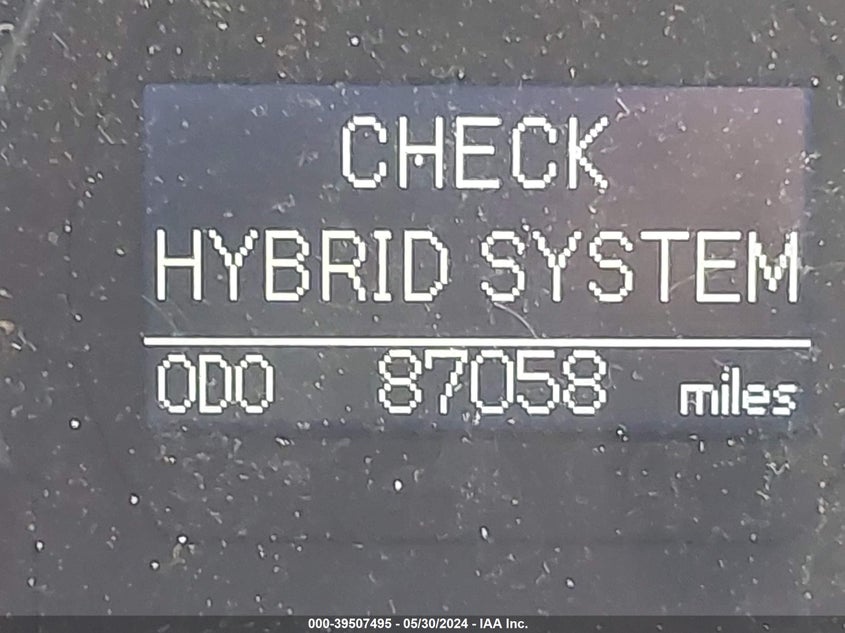 CHECK
HYBRID SYSTEM
ODO 87058 miles
000-39507495 - 05/30/2024 - IAA Inc.